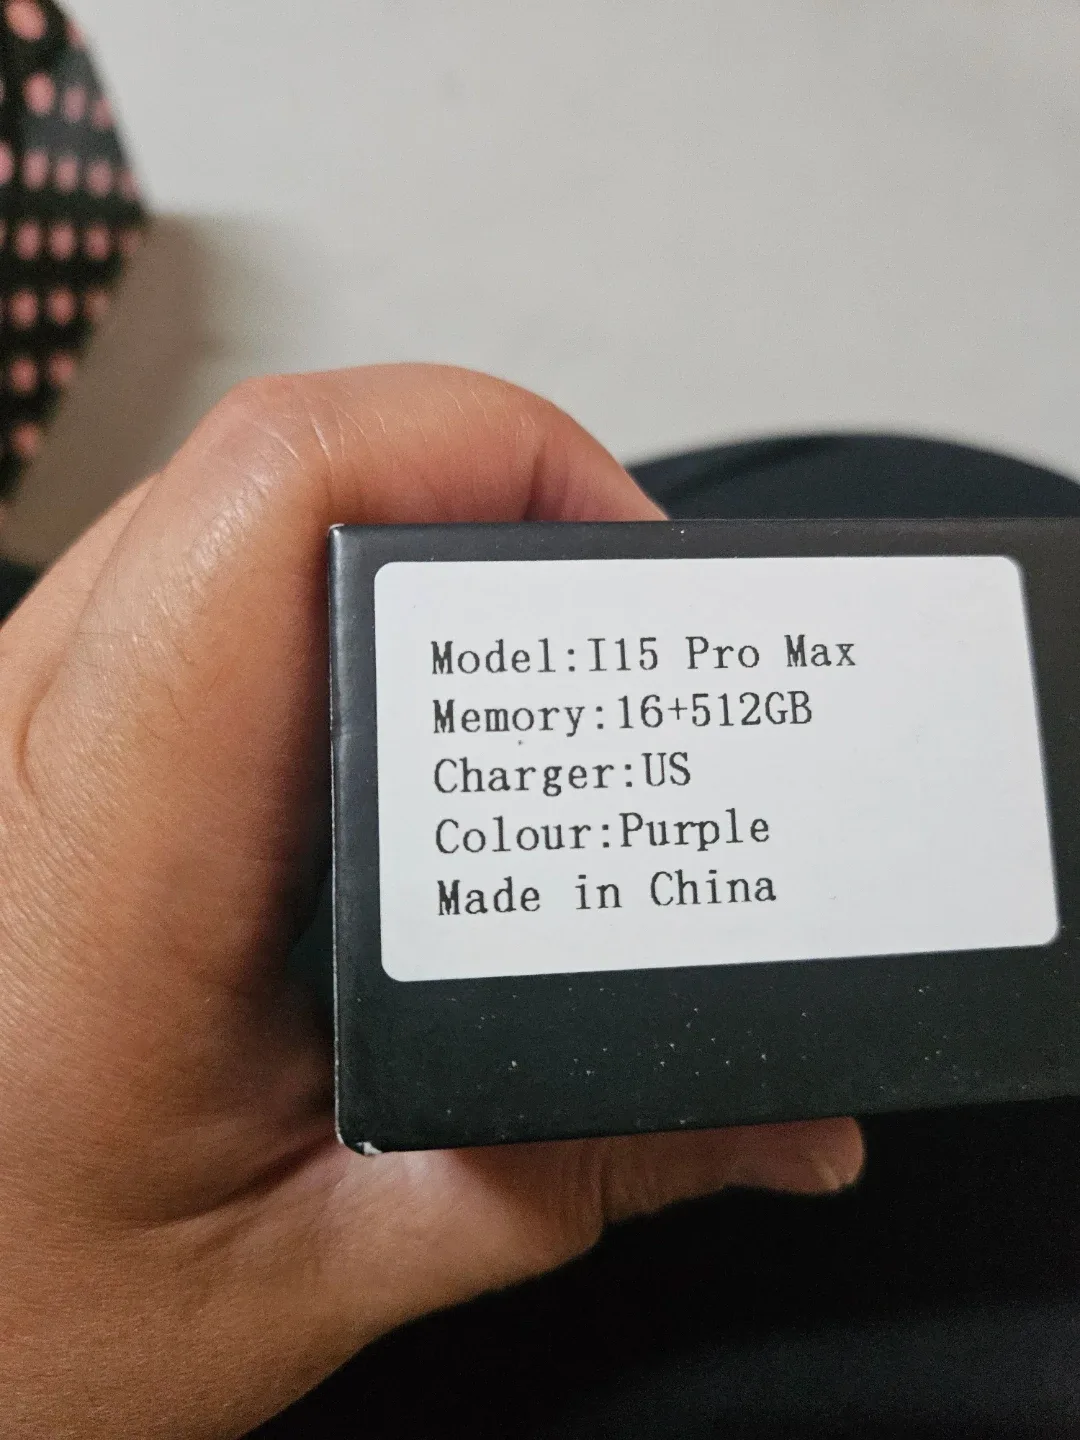 Model:I15 Pro Max
Memory:16+512GB
Charger:US
Colour:Purple
Made in China